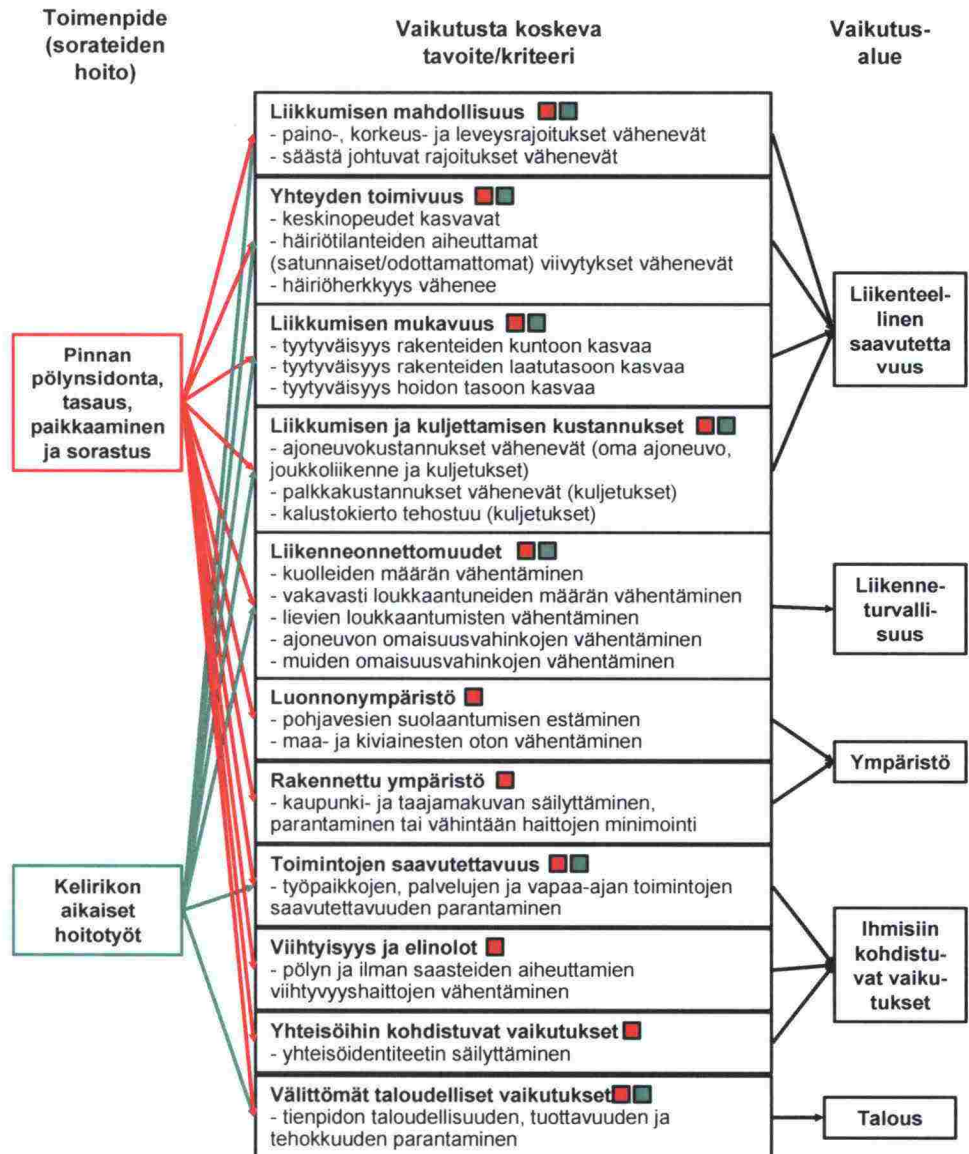 Toimenpide
(sorateiden
hoito)
Vaikutusta koskeva
tavoite/kriteeri
Vaikutus-
alue
Pinnan
pölynsidonta,
tasaus,
paikkaaminen
ja sorastus
Kelirikon
aikaiset
hoitotyöt
Liikkumisen mahdollisuus
- paino-, korkeus- ja leveysrajoitukset vähenevät
- säästä johtuvat rajoitukset vähenevät
Yhteyden toimivuus
- keskinopeudet kasvavat
- häiriötilanteiden aiheuttamat
(satunnaiset/odottamattomat) viivytykset vähenevät
- häiriöherkkyys vähenee
Liikkumisen mukavuus
- tyytyväisyys rakenteiden kuntoon kasvaa
- tyytyväisyys rakenteiden laatutasoon kasvaa
- tyytyväisyys hoidon tasoon kasvaa
Liikkumisen ja kuljettamisen kustannukset
- ajoneuvokustannukset vähenevät (oma ajoneuvo,
joukkoliikenne ja kuljetukset)
- palkkakustannukset vähenevät (kuljetukset)
- kalustokierto tehostuu (kuljetukset)
Liikenneonnettomuudet
- kuolleiden määrän vähentäminen
- vakavasti loukkaantuneiden määrän vähentäminen
- lievien loukkaantumisten vähentäminen
- ajoneuvon omaisuusvahinkojen vähentäminen
- muiden omaisuusvahinkojen vähentäminen
Luonnonympäristö
- pohjavesien suolaantumisen estäminen
- maa- ja kiviainesten oton vähentäminen
Rakennettu ympäristö
- kaupunki- ja taajamakuvan säilyttäminen,
parantaminen tai vähintään haittojen minimointi
Toimintojen saavutettavuus
- työpaikkojen, palvelujen ja vapaa-ajan toimintojen
saavutettavuuden parantaminen
Viihtyisyys ja elinolot
- pölyn ja ilman saasteiden aiheuttamien
viihtyvyyshaittojen vähentäminen
Yhteisöihin kohdistuvat vaikutukset
- yhteisöidentiteetin säilyttäminen
Välittömät taloudelliset vaikutukset
- tienpidon taloudellisuuden, tuottavuuden ja
tehokkuuden parantaminen
Liikenteel-
linen
saavutetta
vuus
Liikenne-
turvalli-
suus
Ympäristö
Ihmisiin
kohdistu-
vat vaiku-
tukset
Talous